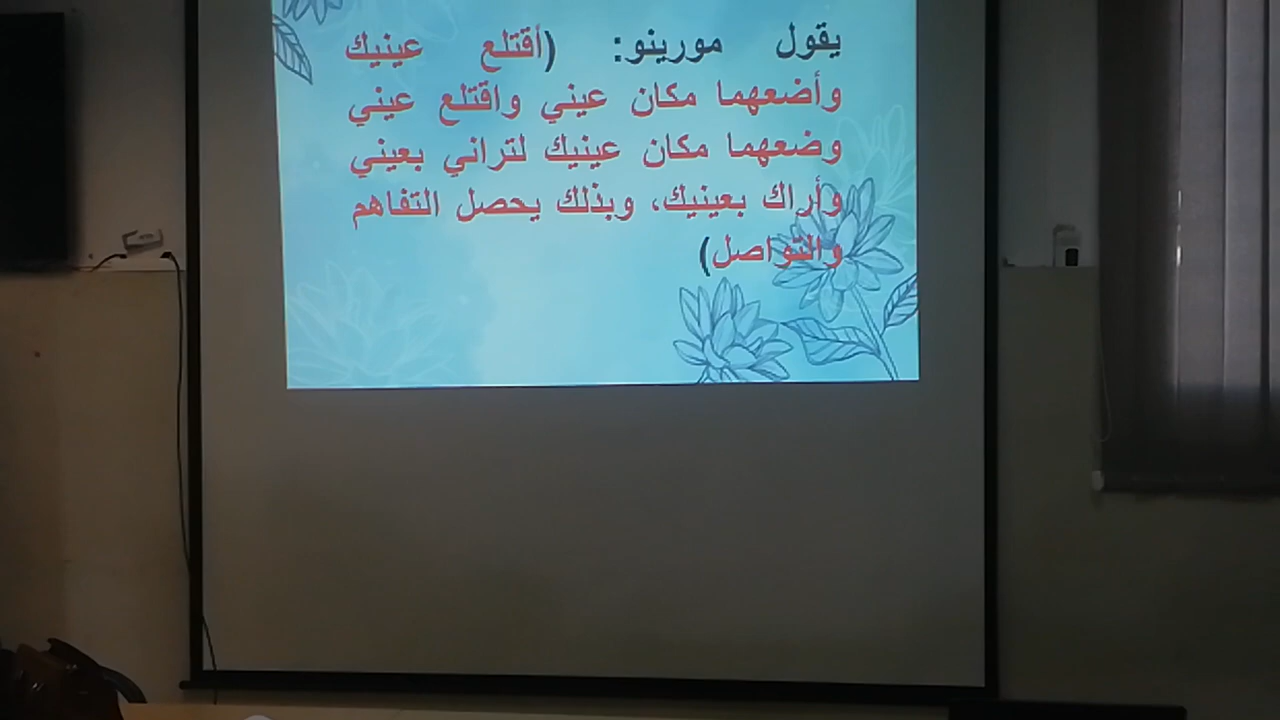 يقول مورينو: (أقتلع عينيك
وأضعهما مكان عيني واقتلع عيني
وضعهما مكان عينيك لتراني بعيني
وأراك بعينيك، وبذلك يحصل التفاهم
والتواصل)